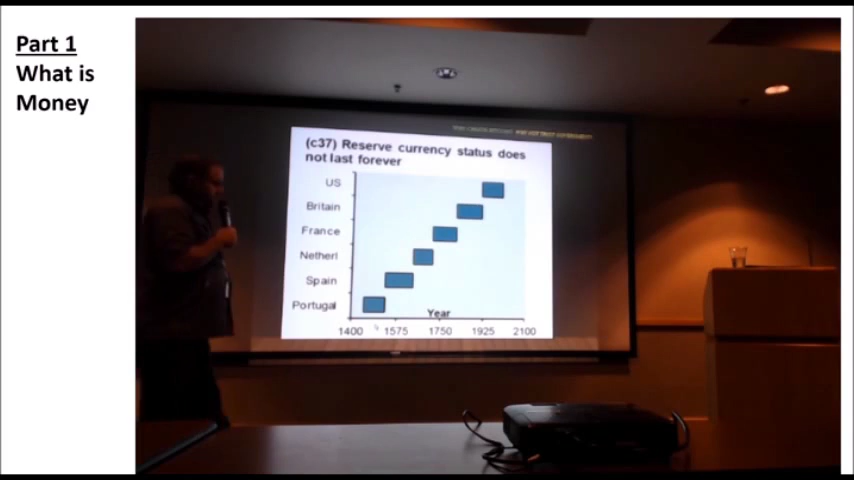 Part 1
What is
Money
(c37) Reserve currency status does
not last forever
US
Britain
France
Netherl
Spain
Portugal
Year
1400 1575 1750 1925 2100